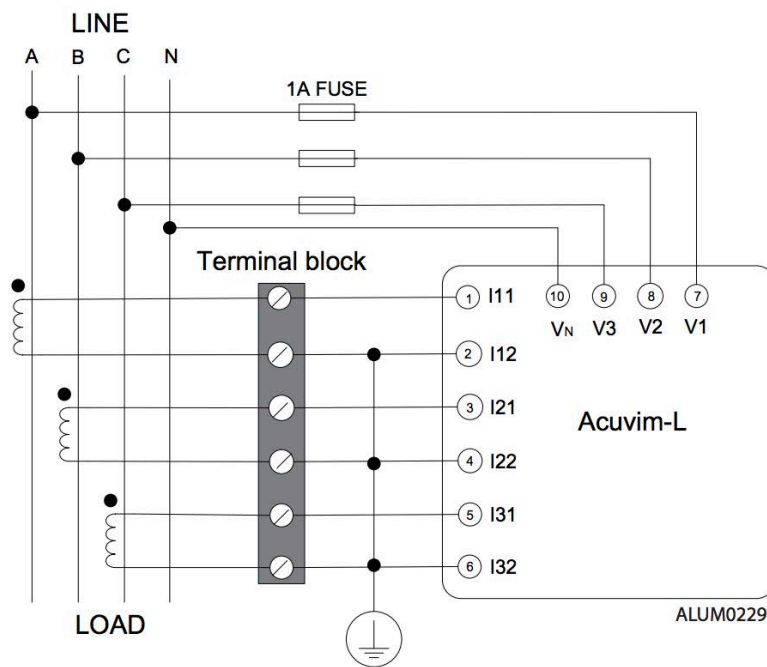 LINE
A B C N
1A FUSE
Terminal block
1 I11
10 9 8 7
VN V3 V2 V1
2 I12
3 I21
Acuvim-L
4 I22
5 I31
6 I32
ALUM0229
LOAD